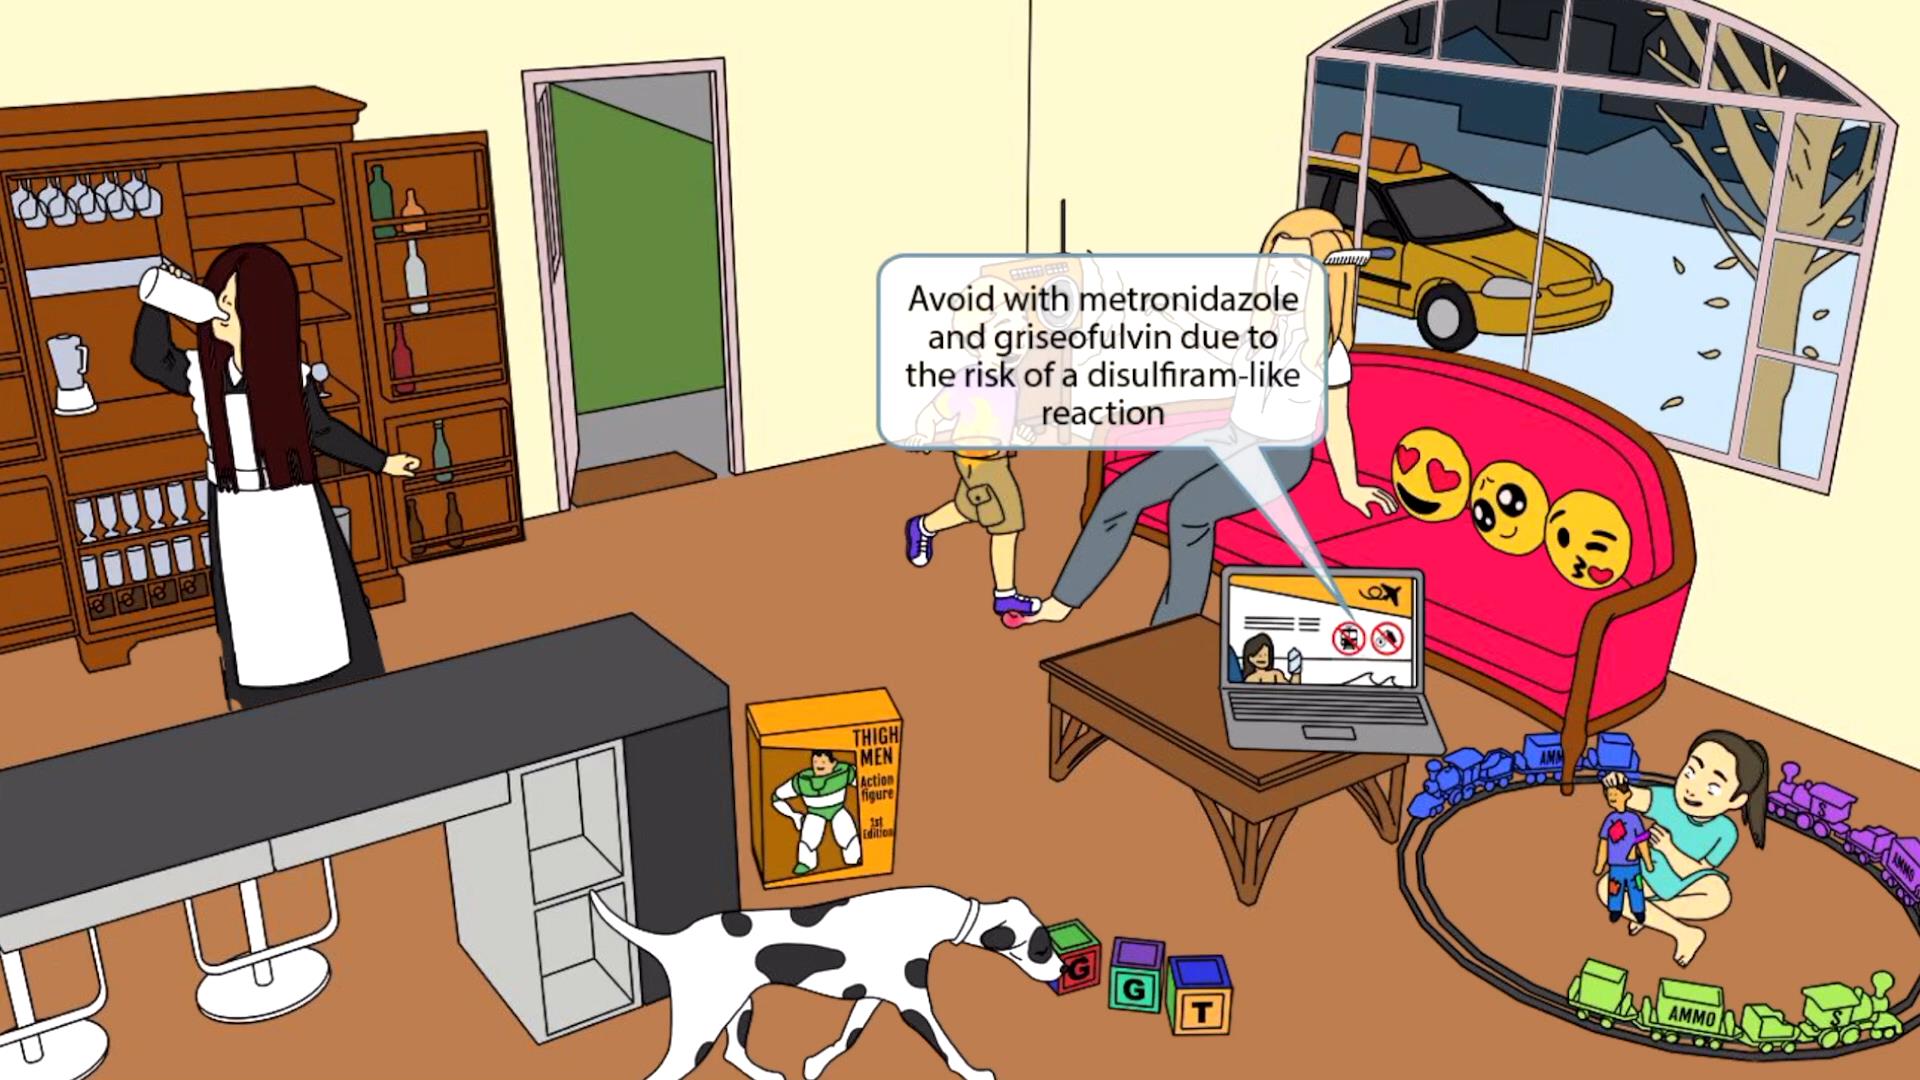 Avoid with metronidazole
and griseofulvin due to
the risk of a disulfiram-like
reaction
THIGH
MEN
Action
figure
1st
Edition
G
G
T
AMMO
S
AMMO
AMMO
S